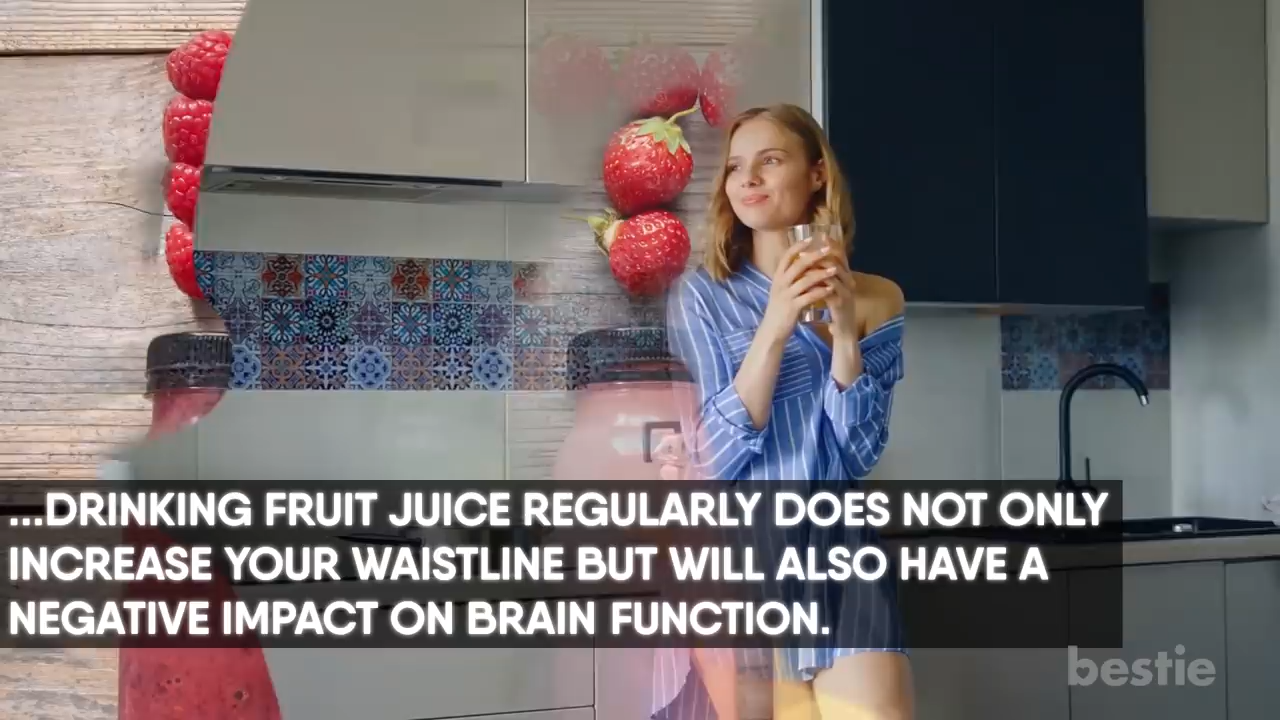 ...DRINKING FRUIT JUICE REGULARLY DOES NOT ONLY
INCREASE YOUR WAISTLINE BUT WILL ALSO HAVE A
NEGATIVE IMPACT ON BRAIN FUNCTION.
bestie